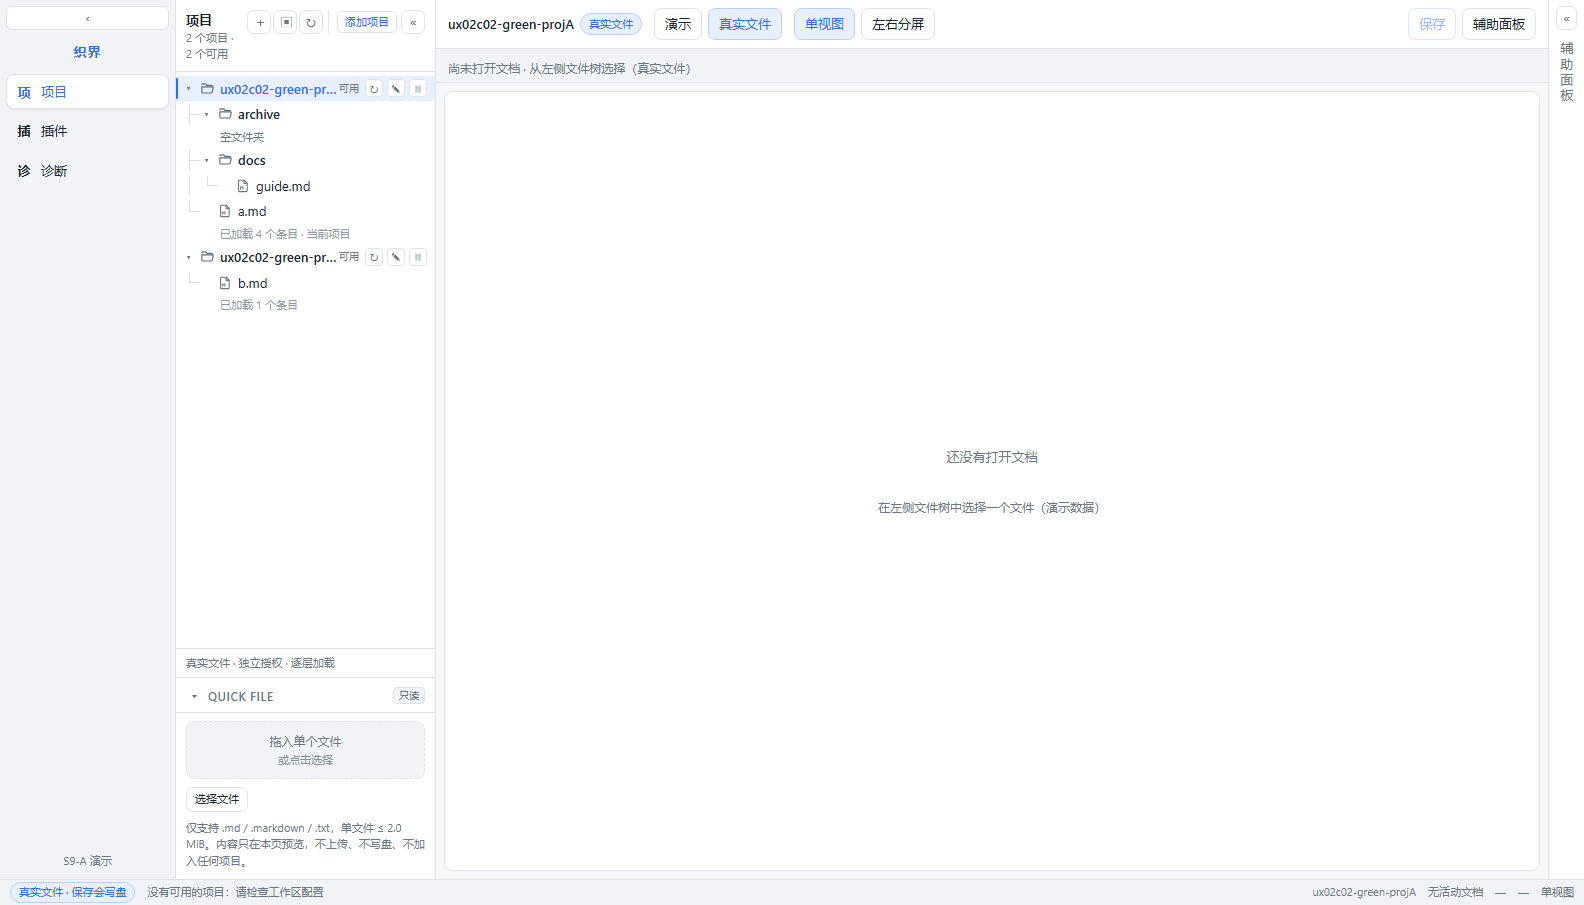 ‹
织界
项 项目
插 插件
诊 诊断
S9-A 演示
项目
2 个项目 ·
2 个可用
+
↻
添加项目
«
ux02c02-green-pr... 可用 ↻
archive
空文件夹
docs
guide.md
a.md
已加载 4 个条目 · 当前项目
ux02c02-green-pr... 可用 ↻
b.md
已加载 1 个条目
真实文件 · 独立授权 · 逐层加载
QUICK FILE 只读
拖入单个文件
或点击选择
选择文件
仅支持 .md / .markdown / .txt，单文件 ≤ 2.0
MiB。内容只在本页预览，不上传、不写盘、不加
入任何项目。
ux02c02-green-projA 真实文件 演示 真实文件 单视图 左右分屏 保存 辅助面板
尚未打开文档 · 从左侧文件树选择（真实文件）
还没有打开文档
在左侧文件树中选择一个文件（演示数据）
«
辅助面板
真实文件 · 保存会写盘 没有可用的项目：请检查工作区配置
ux02c02-green-projA 无活动文档 — — 单视图